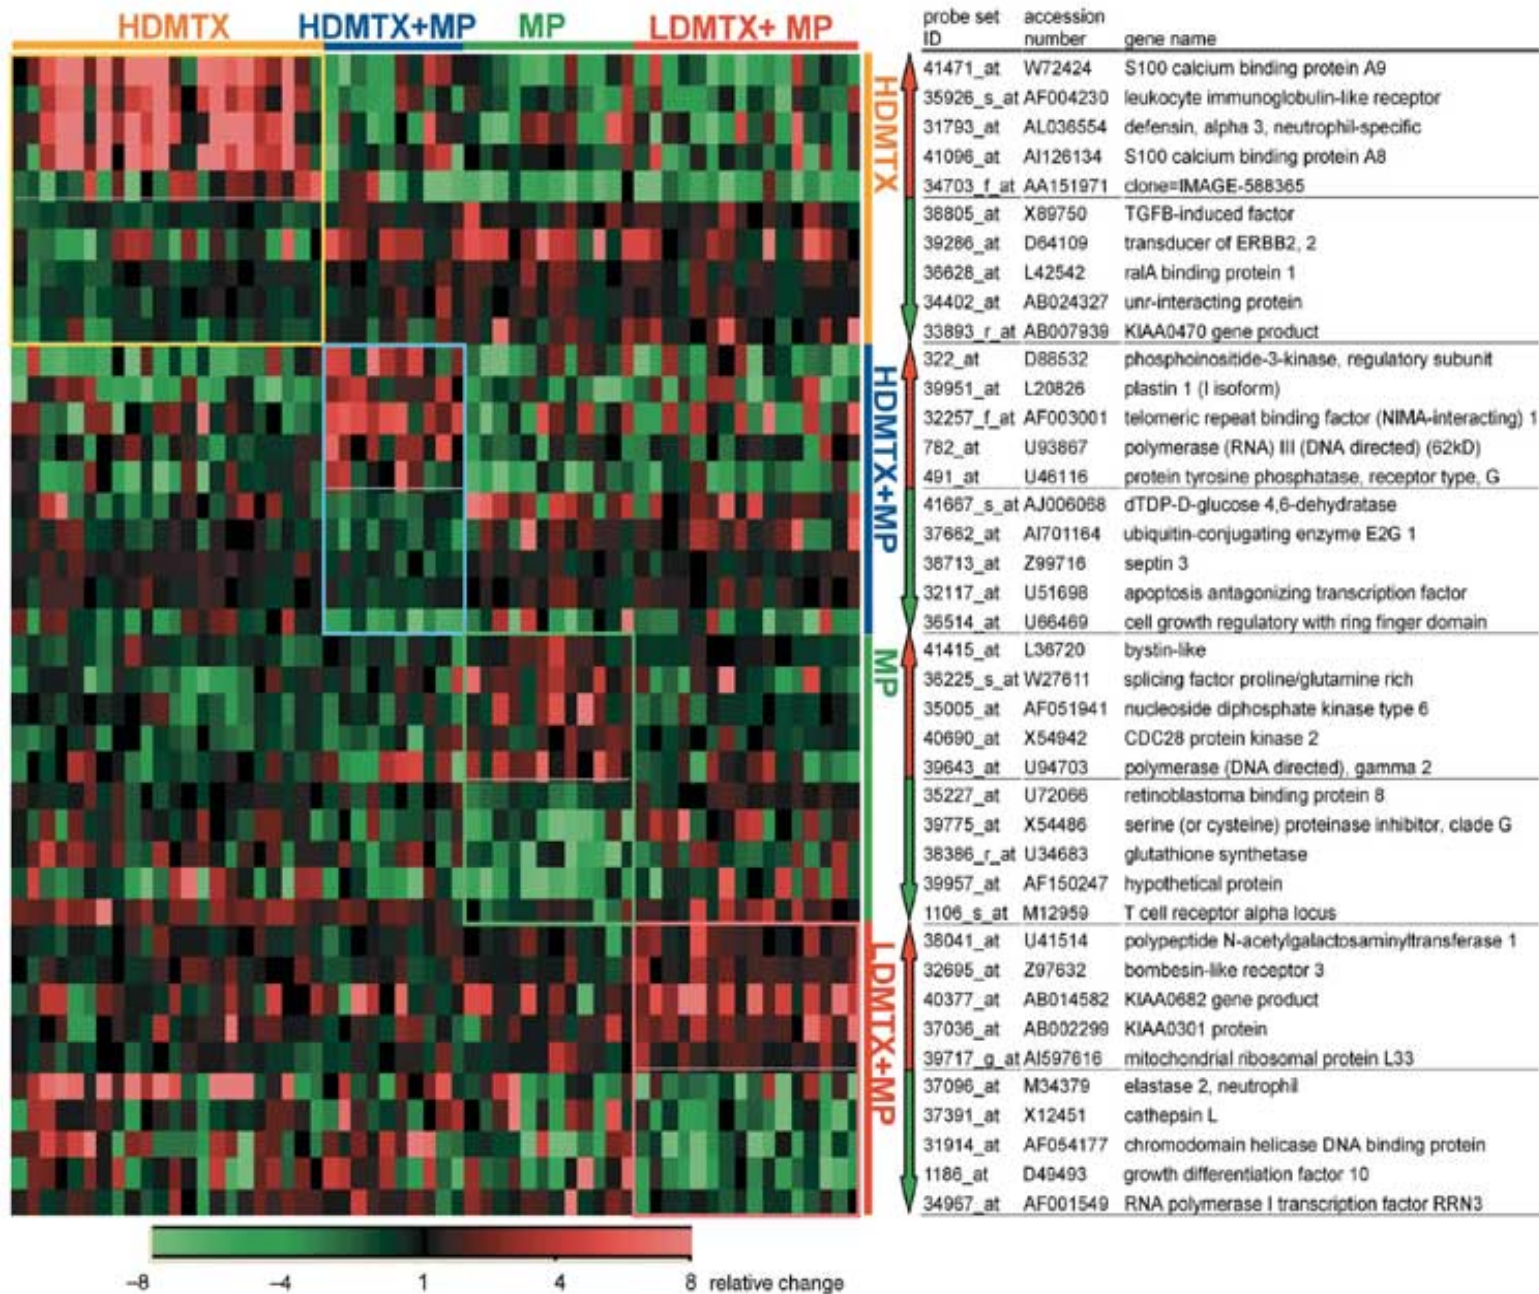 HDMTX HDMTX+MP MP LDMTX+ MP
probe set accession
ID number gene name
HDMTX
41471_at W72424 S100 calcium binding protein A9
35926_s_at AF004230 leukocyte immunoglobulin-like receptor
31793_at AL036554 defensin, alpha 3, neutrophil-specific
41096_at AI126134 S100 calcium binding protein A8
34703_f_at AA151971 clone=IMAGE-588365
38805_at X89750 TGFB-induced factor
39286_at D64109 transducer of ERBB2, 2
36628_at L42542 ralA binding protein 1
34402_at AB024327 unr-interacting protein
33893_r_at AB007939 KIAA0470 gene product
HDMTX+MP
322_at D88532 phosphoinositide-3-kinase, regulatory subunit
39951_at L20826 plastin 1 (I isoform)
32257_f_at AF003001 telomeric repeat binding factor (NIMA-interacting) 1
782_at U93867 polymerase (RNA) III (DNA directed) (62kD)
491_at U46116 protein tyrosine phosphatase, receptor type, G
41667_s_at AJ006068 dTDP-D-glucose 4,6-dehydratase
37662_at AI701164 ubiquitin-conjugating enzyme E2G 1
38713_at Z99716 septin 3
32117_at U51698 apoptosis antagonizing transcription factor
36514_at U66469 cell growth regulatory with ring finger domain
MP
41415_at L36720 bystin-like
36225_s_at W27611 splicing factor proline/glutamine rich
35005_at AF051941 nucleoside diphosphate kinase type 6
40690_at X54942 CDC28 protein kinase 2
39643_at U94703 polymerase (DNA directed), gamma 2
35227_at U72066 retinoblastoma binding protein 8
39775_at X54486 serine (or cysteine) proteinase inhibitor, clade G
38386_r_at U34683 glutathione synthetase
39957_at AF150247 hypothetical protein
1106_s_at M12959 T cell receptor alpha locus
LDMTX+MP
38041_at U41514 polypeptide N-acetylgalactosaminyltransferase 1
32695_at Z97632 bombesin-like receptor 3
40377_at AB014582 KIAA0682 gene product
37036_at AB002299 KIAA0301 protein
39717_g_at AI597616 mitochondrial ribosomal protein L33
37096_at M34379 elastase 2, neutrophil
37391_at X12451 cathepsin L
31914_at AF054177 chromodomain helicase DNA binding protein
1186_at D49493 growth differentiation factor 10
34967_at AF001549 RNA polymerase I transcription factor RRN3
–8 –4 1 4 8 relative change